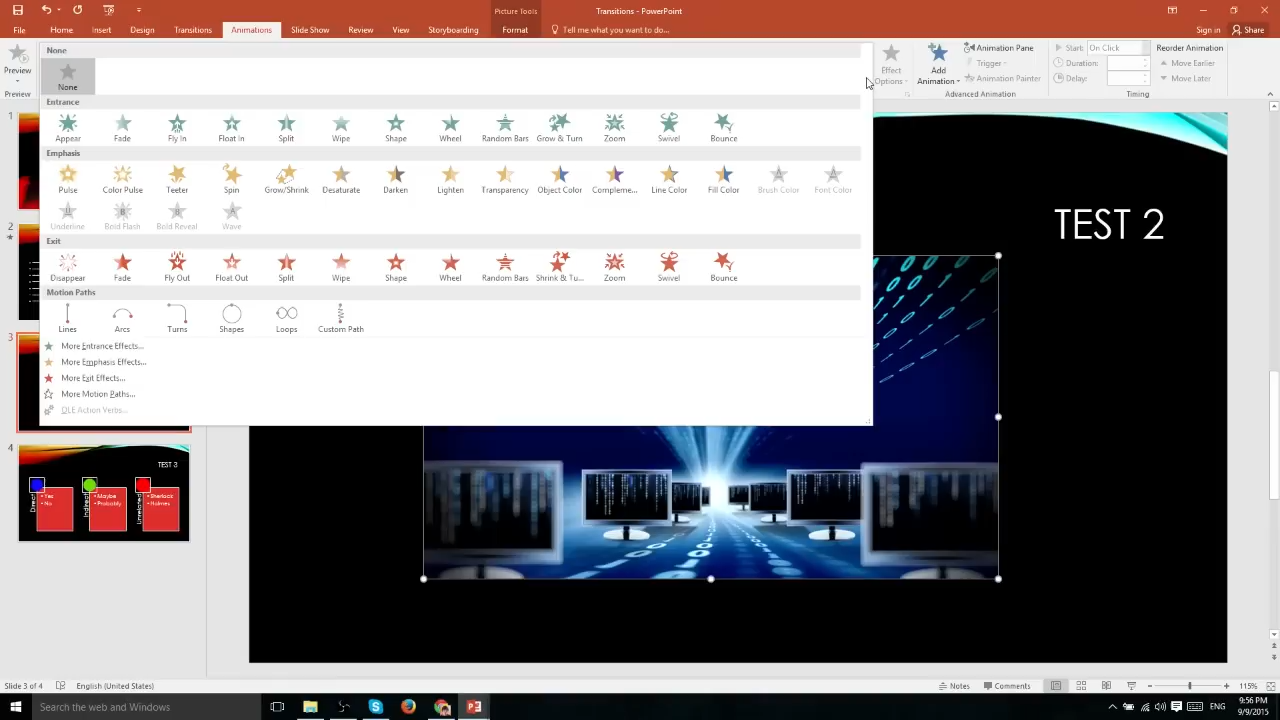 Picture Tools
Transitions - PowerPoint
File Home Insert Design Transitions Animations Slide Show Review View Storyboarding Format Tell me what you want to do... Sign in Share
Preview
Preview
None
None
Entrance
Appear Fade Fly In Float In Split Wipe Shape Wheel Random Bars Grow & Turn Zoom Swivel Bounce
Emphasis
Pulse Color Pulse Teeter Spin Grow/Shrink Desaturate Darken Lighten Transparency Object Color Compleme... Line Color Fill Color Brush Color Font Color
Underline Bold Flash Bold Reveal Wave
Exit
Disappear Fade Fly Out Float Out Split Wipe Shape Wheel Random Bars Shrink & Tu... Zoom Swivel Bounce
Motion Paths
Lines Arcs Turns Shapes Loops Custom Path
More Entrance Effects...
More Emphasis Effects...
More Exit Effects...
More Motion Paths...
OLE Action Verbs...
Effect Options
Add Animation
Animation Pane
Trigger
Animation Painter
Advanced Animation
Start: On Click
Duration:
Delay:
Reorder Animation
Move Earlier
Move Later
Timing
1
2
3
4
TEST 3
Direct
Yes
No
Indirect
Maybe
Probably
Sherlock
Holmes
TEST 2
Slide 3 of 4 English (United States) Notes Comments 115%
Search the web and Windows
ENG
9:56 PM
9/9/2015